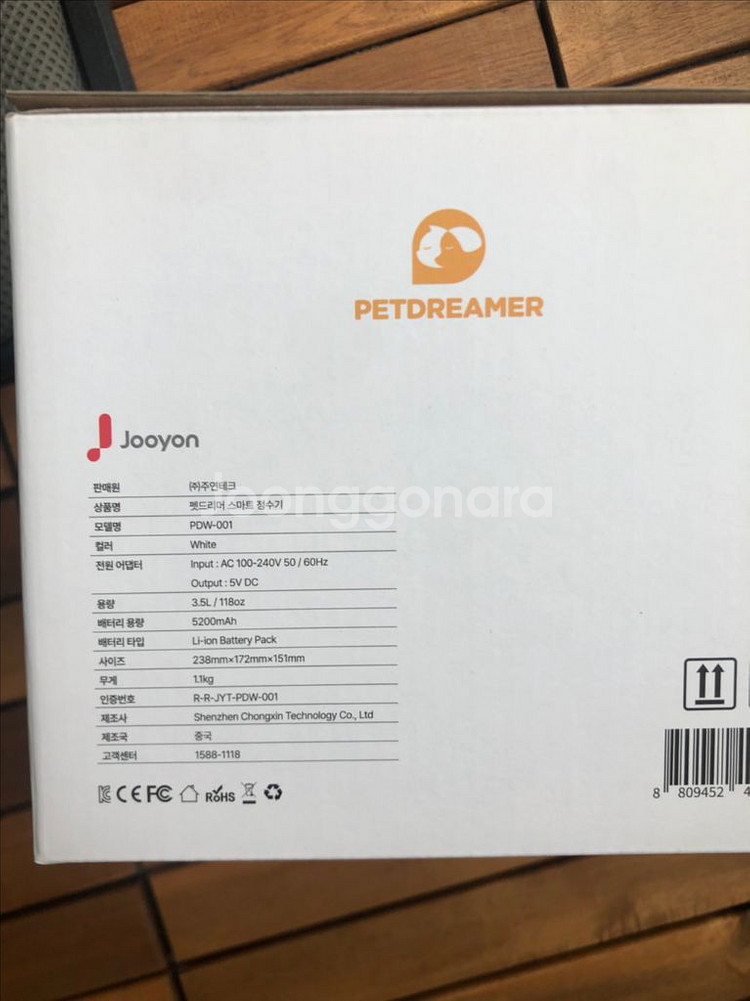 PETDREAMER
Jooyon
판매원 ㈜주연테크
상품명 펫드리머 스마트 정수기
모델명 PDW-001
컬러 White
전원 어댑터 Input : AC 100-240V 50 / 60Hz
Output : 5V DC
용량 3.5L / 118oz
배터리 용량 5200mAh
배터리 타입 Li-ion Battery Pack
사이즈 238mm×172mm×151mm
무게 1.1kg
인증번호 R-R-JYT-PDW-001
제조사 Shenzhen Chongxin Technology Co., Ltd
제조국 중국
고객센터 1588-1118
CE FC RoHS
8 809452 4
Joonggonara